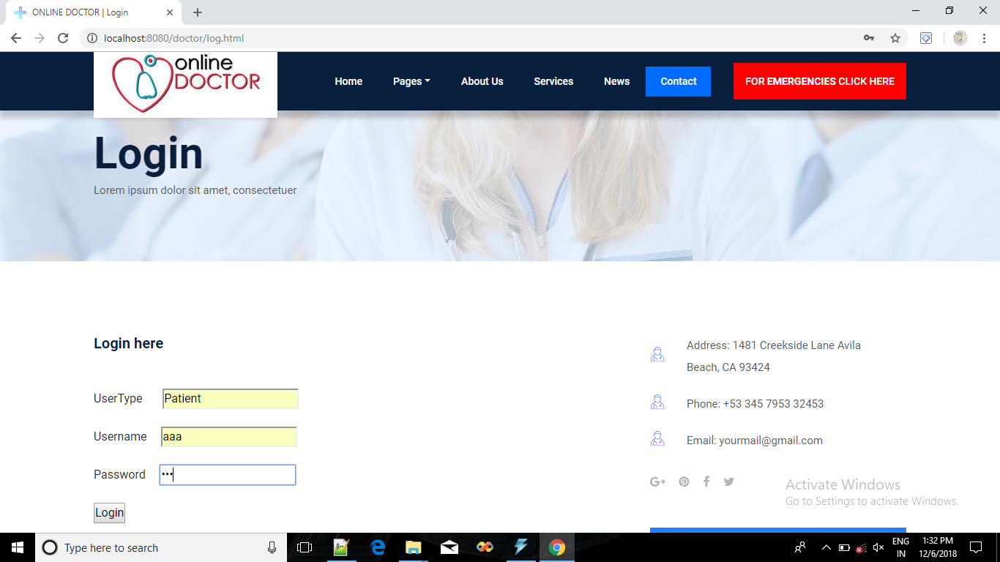 ONLINE DOCTOR | Login
localhost:8080/doctor/log.html
online
DOCTOR
Home Pages About Us Services News Contact FOR EMERGENCIES CLICK HERE
Login
Lorem ipsum dolor sit amet, consectetuer
Login here
UserType Patient
Username aaa
Password •••
Login
Address: 1481 Creekside Lane Avila
Beach, CA 93424
Phone: +53 345 7953 32453
Email: yourmail@gmail.com
Activate Windows
Go to Settings to activate Windows.
Type here to search
ENG
IN
1:32 PM
12/6/2018